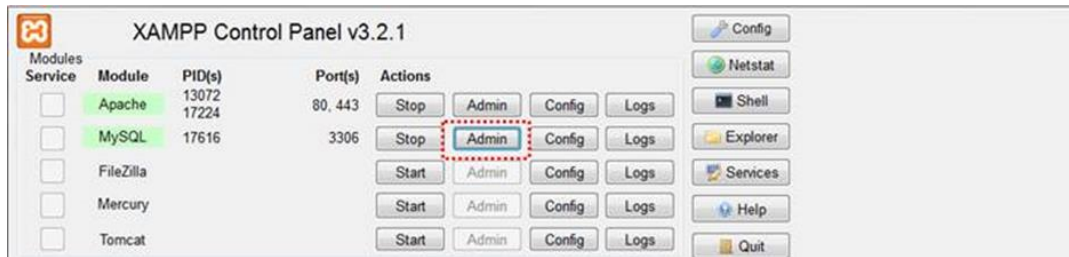 XAMPP Control Panel v3.2.1
Config
Modules
Service Module PID(s) Port(s) Actions
Netstat
Apache 13072 17224 80, 443 Stop Admin Config Logs
Shell
MySQL 17616 3306 Stop Admin Config Logs
Explorer
FileZilla Start Admin Config Logs
Services
Mercury Start Admin Config Logs
Help
Tomcat Start Admin Config Logs
Quit